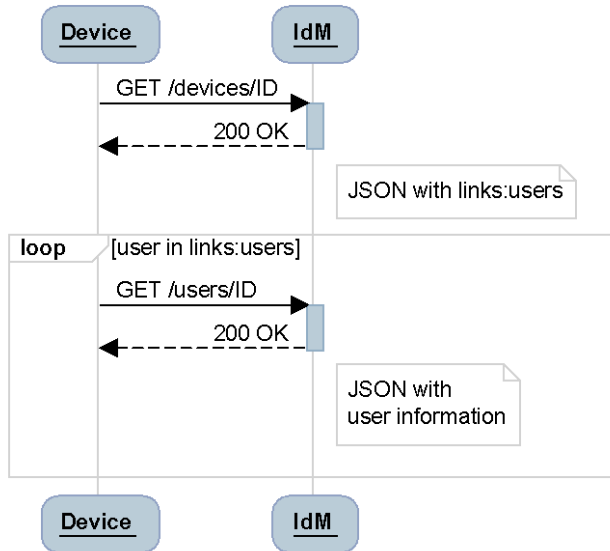 Device
IdM
GET /devices/ID
200 OK
JSON with links:users
loop
[user in links:users]
GET /users/ID
200 OK
JSON with
user information
Device
IdM